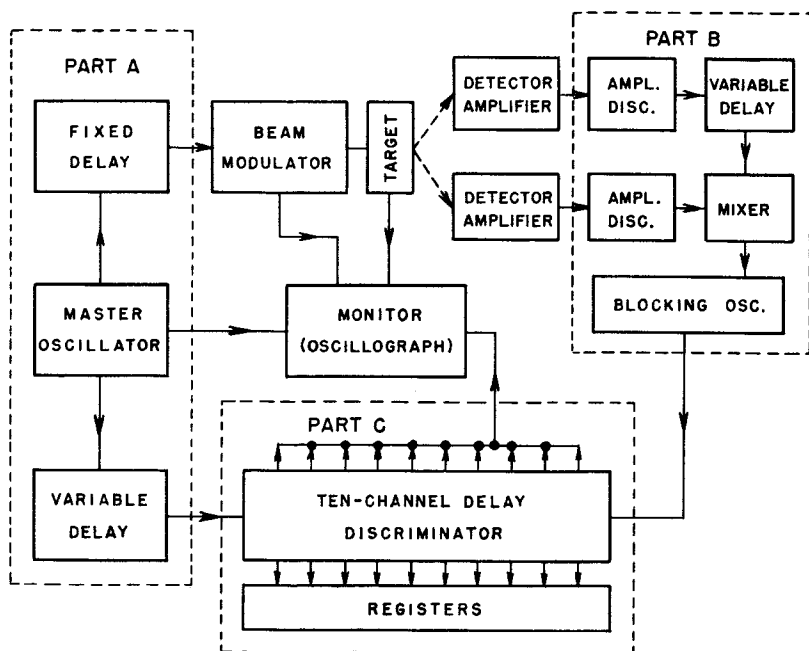 PART A
FIXED
DELAY
MASTER
OSCILLATOR
VARIABLE
DELAY
BEAM
MODULATOR
TARGET
MONITOR
(OSCILLOGRAPH)
DETECTOR
AMPLIFIER
DETECTOR
AMPLIFIER
PART B
AMPL.
DISC.
VARIABLE
DELAY
AMPL.
DISC.
MIXER
BLOCKING OSC.
PART C
TEN-CHANNEL DELAY
DISCRIMINATOR
REGISTERS